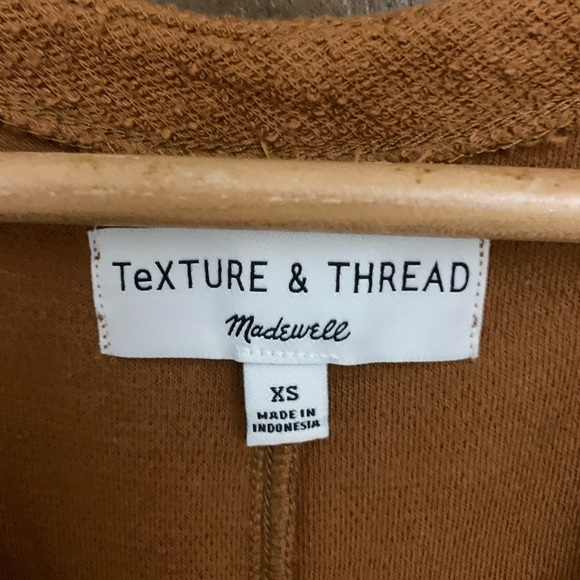 TeXTURE & THREAD
Madewell
XS
MADE IN
INDONESIA